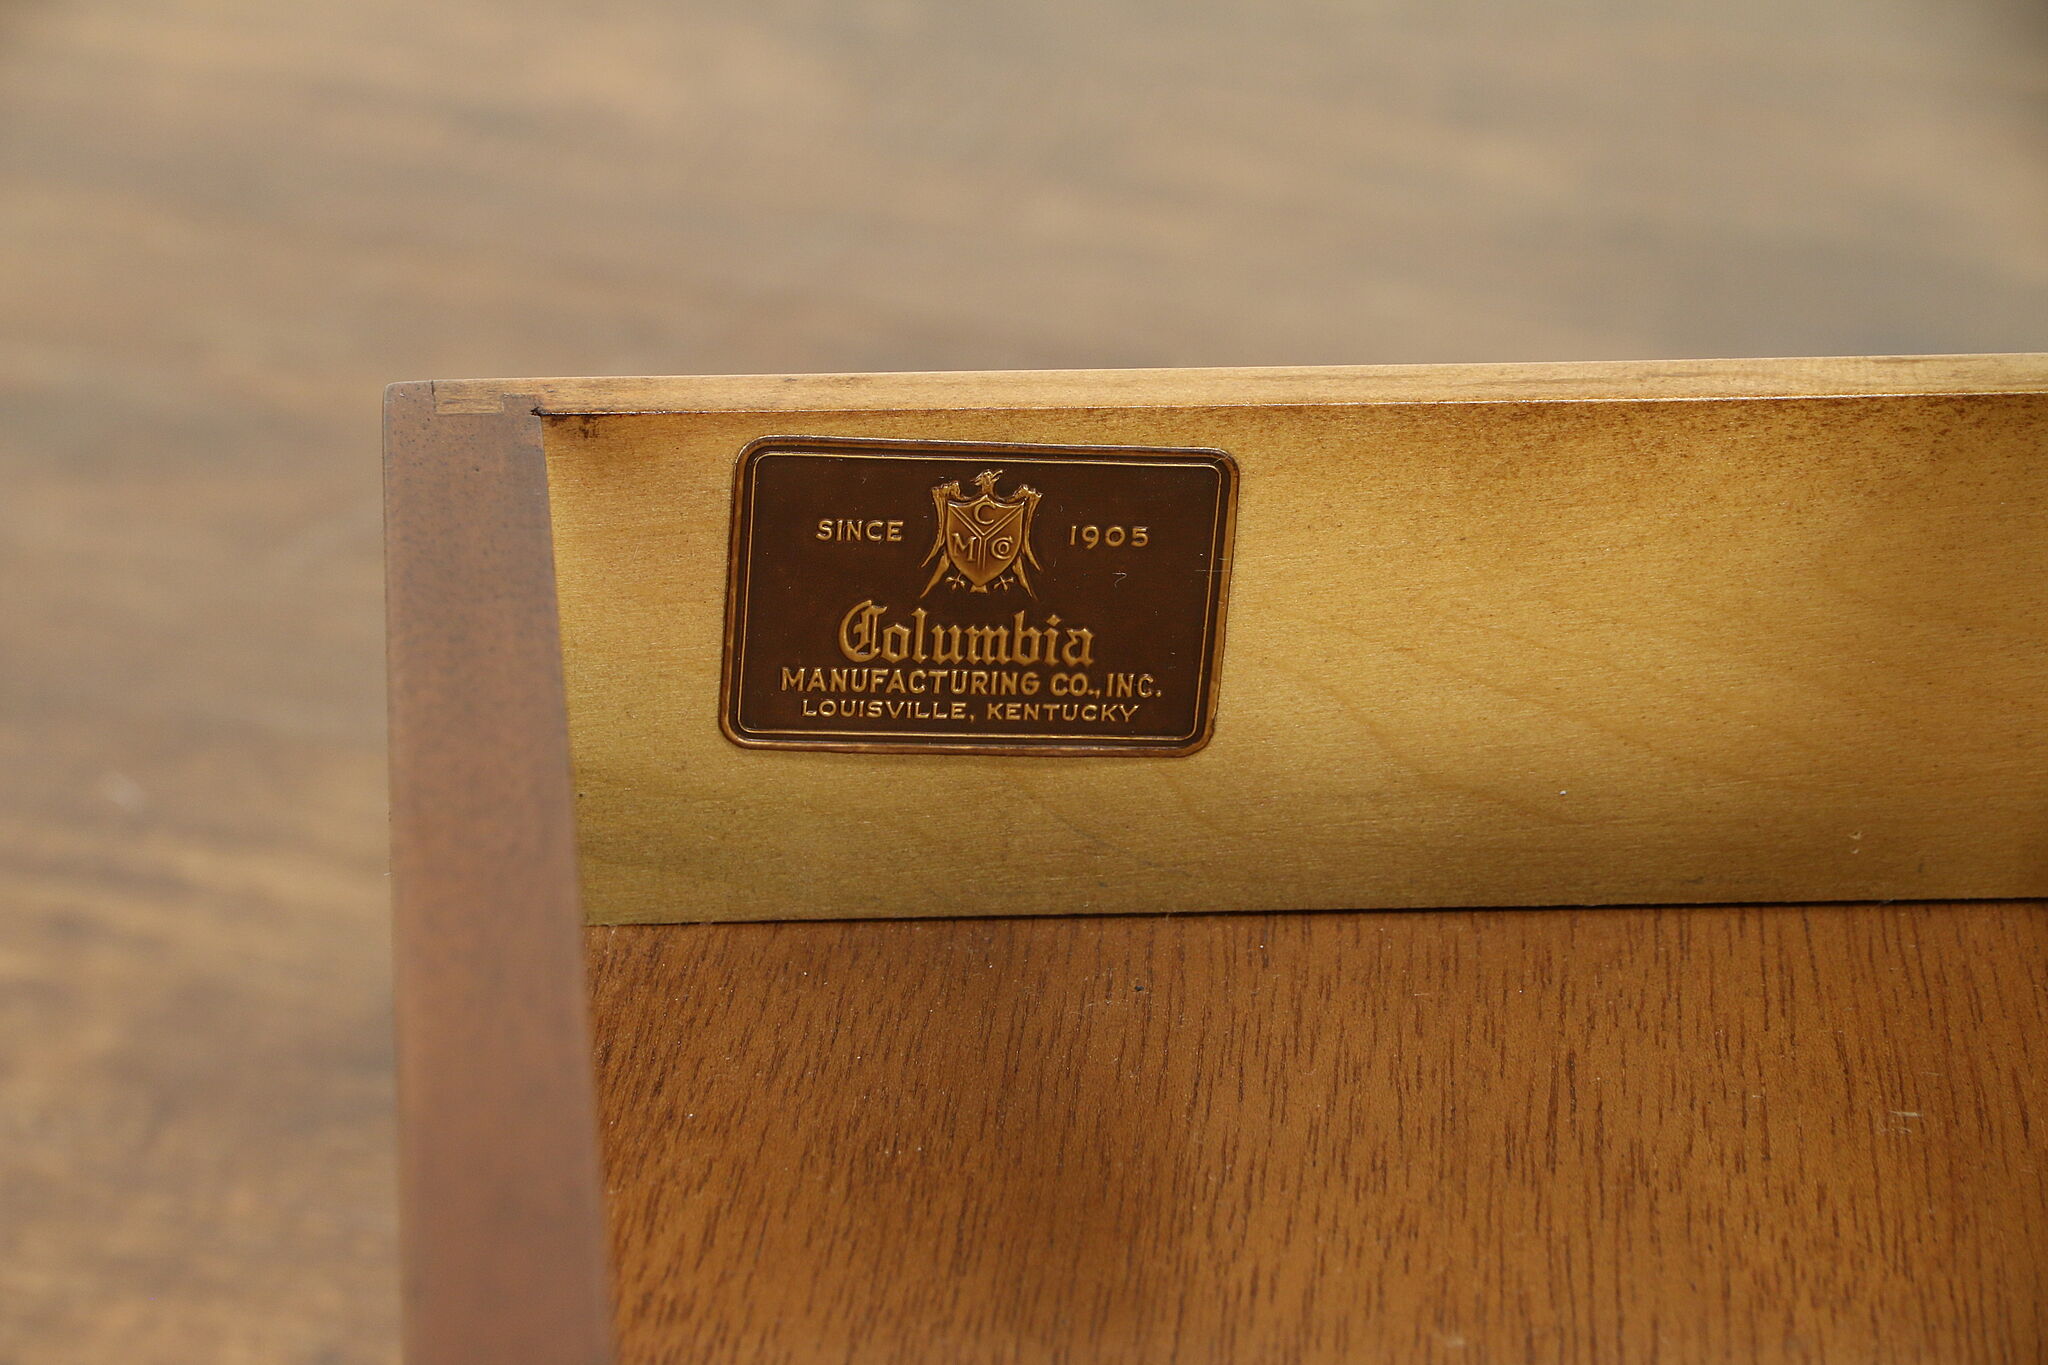 SINCE 1905
C
M Co
Columbia
MANUFACTURING CO., INC.
LOUISVILLE, KENTUCKY